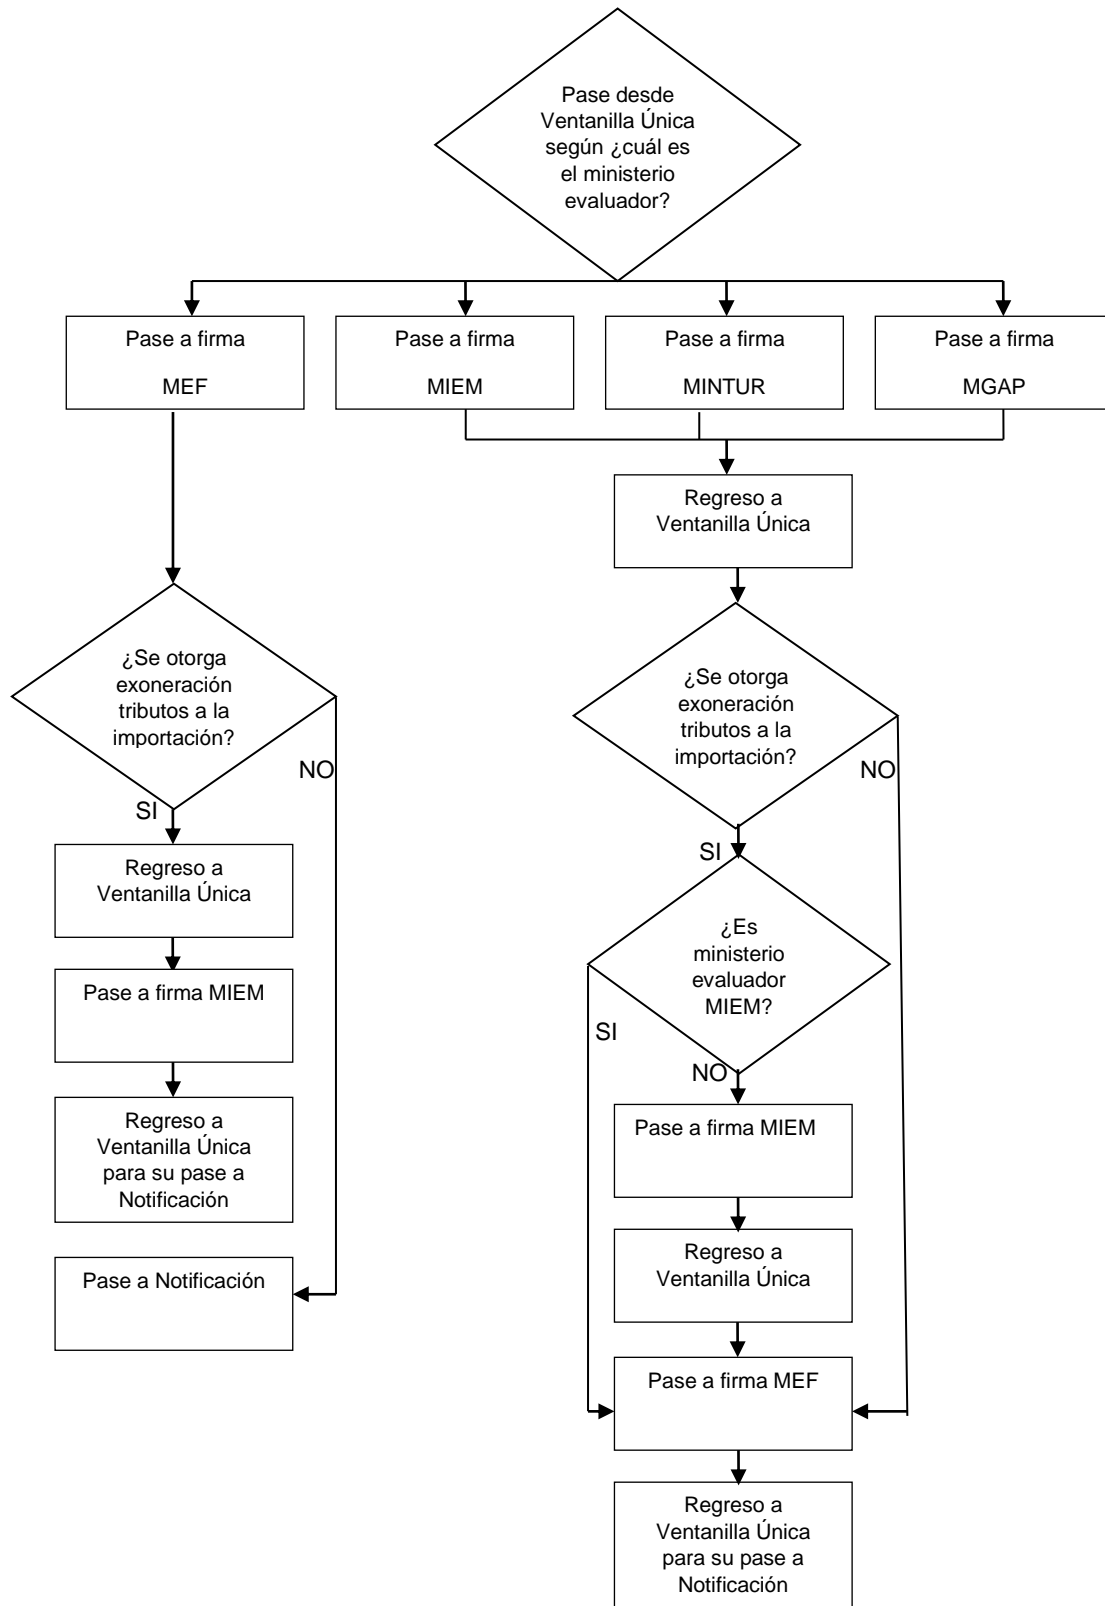 Pase desde
Ventanilla Única
según ¿cuál es
el ministerio
evaluador?
Pase a firma
MEF
Pase a firma
MIEM
Pase a firma
MINTUR
Pase a firma
MGAP
Regreso a
Ventanilla Única
¿Se otorga
exoneración
tributos a la
importación?
NO
SI
Regreso a
Ventanilla Única
Pase a firma MIEM
Regreso a
Ventanilla Única
para su pase a
Notificación
Pase a Notificación
¿Se otorga
exoneración
tributos a la
importación?
NO
SI
¿Es
ministerio
evaluador
MIEM?
SI
NO
Pase a firma MIEM
Regreso a
Ventanilla Única
Pase a firma MEF
Regreso a
Ventanilla Única
para su pase a
Notificación